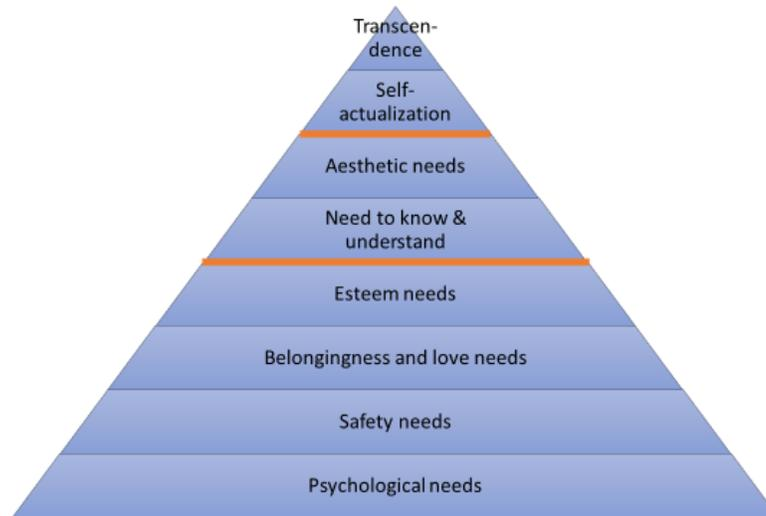 Transcen-
dence
Self-
actualization
Aesthetic needs
Need to know &
understand
Esteem needs
Belongingness and love needs
Safety needs
Psychological needs